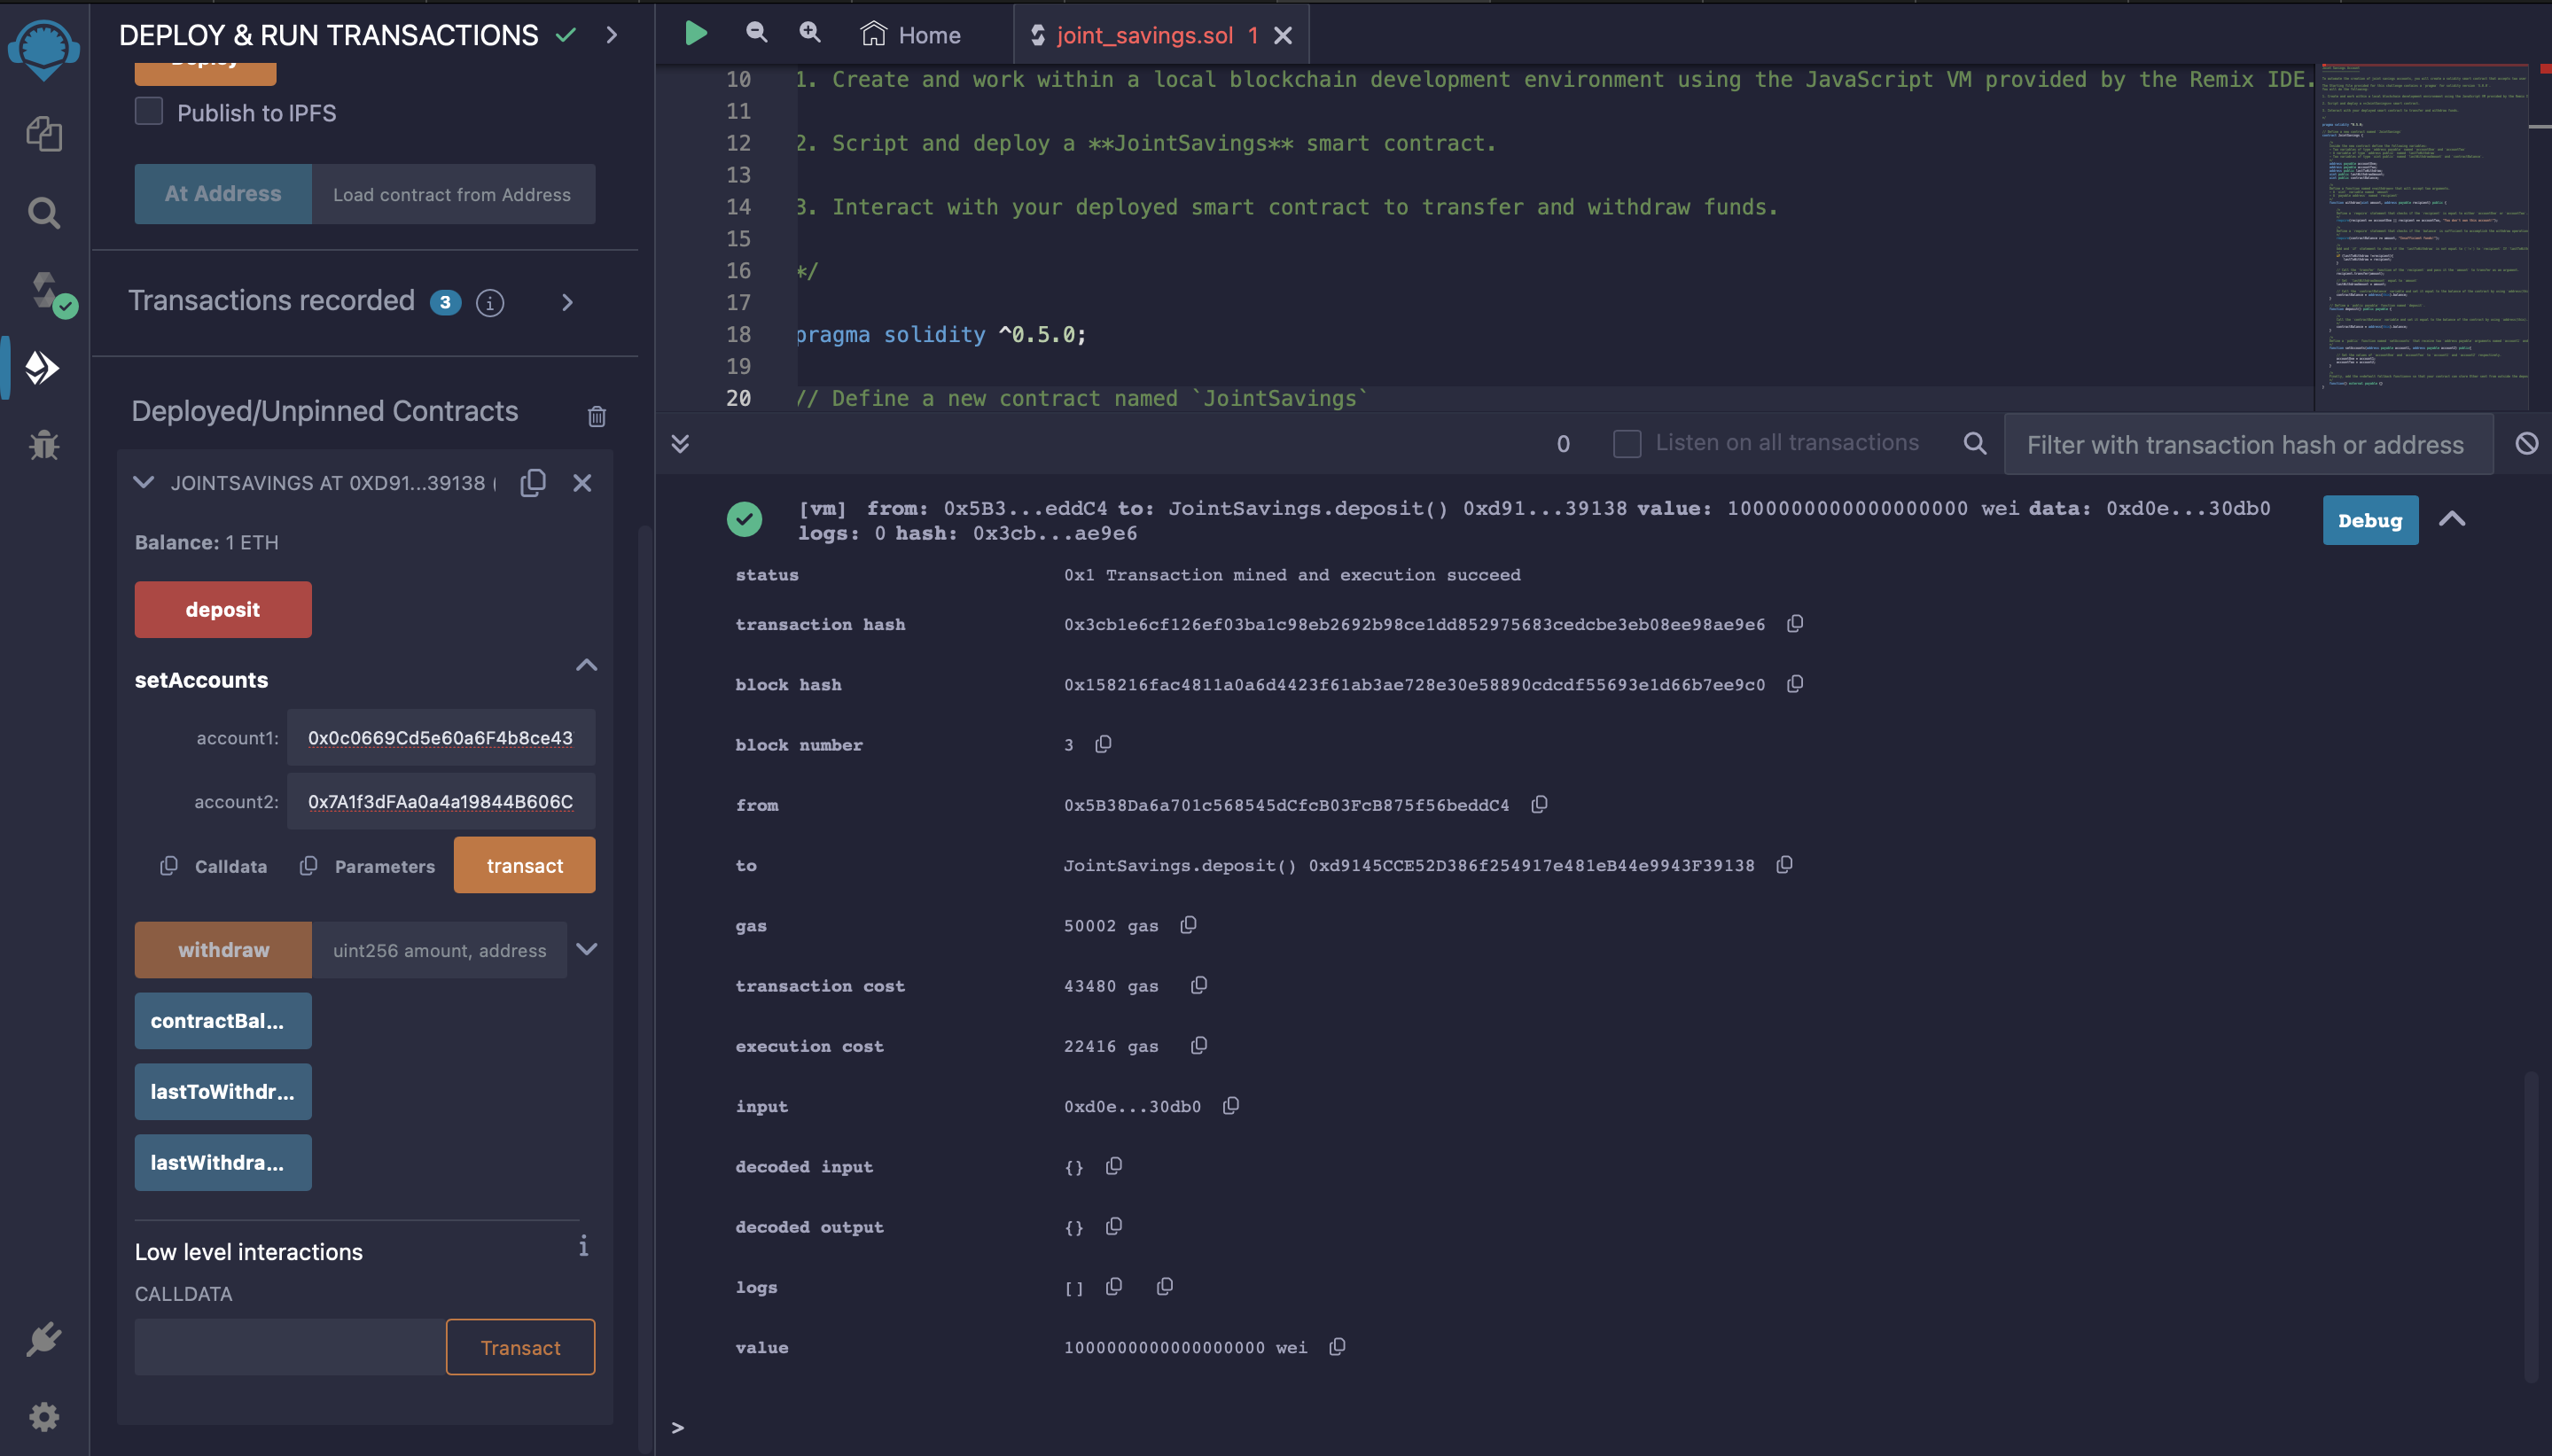 DEPLOY & RUN TRANSACTIONS
Deploy
Publish to IPFS
At Address
Load contract from Address
Transactions recorded 3 i
Deployed/Unpinned Contracts
JOINTSAVINGS AT 0XD91...39138 (
Balance: 1 ETH
deposit
setAccounts
account1: 0x0c0669Cd5e60a6F4b8ce43
account2: 0x7A1f3dFAa0a4a19844B606C
Calldata
Parameters
transact
withdraw
uint256 amount, address
contractBal...
lastToWithdr...
lastWithdra...
Low level interactions
i
CALLDATA
Transact
Home
joint_savings.sol 1
10 1. Create and work within a local blockchain development environment using the JavaScript VM provided by the Remix IDE.
11
12 2. Script and deploy a **JointSavings** smart contract.
13
14 3. Interact with your deployed smart contract to transfer and withdraw funds.
15
16 */
17
18 pragma solidity ^0.5.0;
19
20 // Define a new contract named `JointSavings`
0
Listen on all transactions
Filter with transaction hash or address
[vm] from: 0x5B3...eddC4 to: JointSavings.deposit() 0xd91...39138 value: 1000000000000000000 wei data: 0xd0e...30db0
logs: 0 hash: 0x3cb...ae9e6
Debug
status 0x1 Transaction mined and execution succeed
transaction hash 0x3cb1e6cf126ef03ba1c98eb2692b98ce1dd852975683cedcbe3eb08ee98ae9e6
block hash 0x158216fac4811a0a6d4423f61ab3ae728e30e58890cdcdf55693e1d66b7ee9c0
block number 3
from 0x5B38Da6a701c568545dCfcB03FcB875f56beddC4
to JointSavings.deposit() 0xd9145CCE52D386f254917e481eB44e9943F39138
gas 50002 gas
transaction cost 43480 gas
execution cost 22416 gas
input 0xd0e...30db0
decoded input {}
decoded output {}
logs []
value 1000000000000000000 wei
>